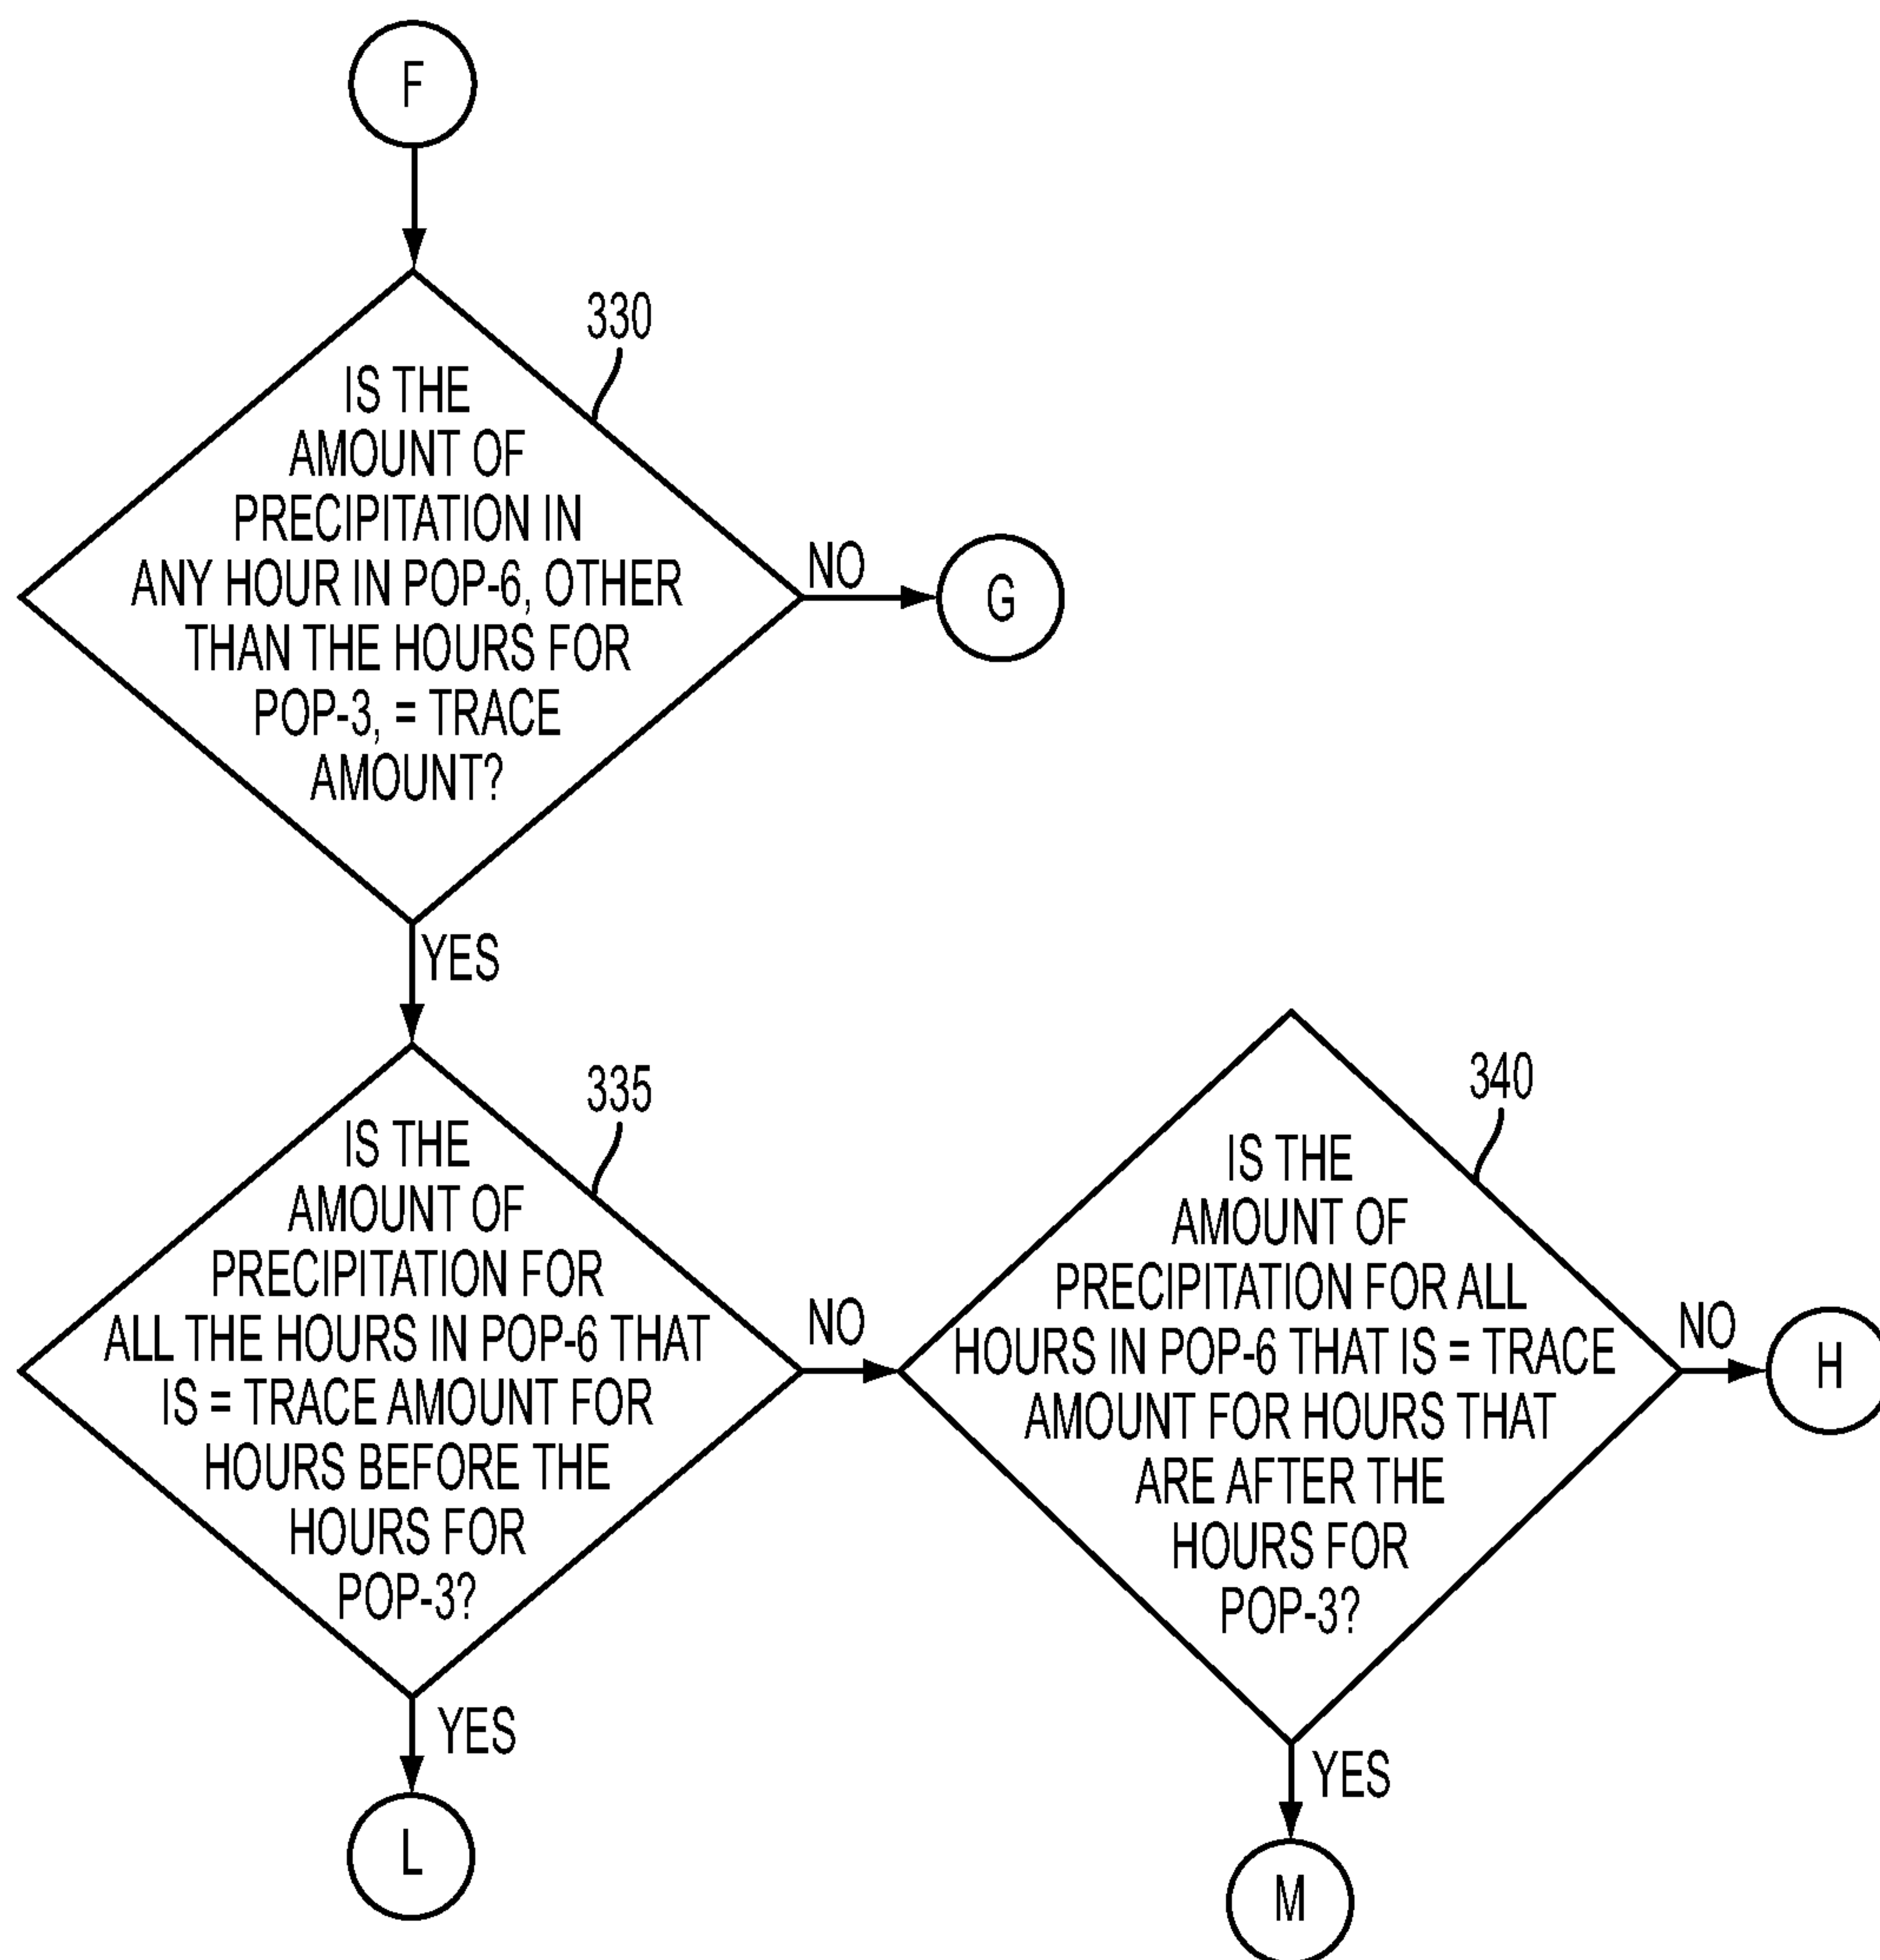 F
330
IS THE
AMOUNT OF
PRECIPITATION IN
ANY HOUR IN POP-6, OTHER
THAN THE HOURS FOR
POP-3, = TRACE
AMOUNT?
NO
G
YES
335
IS THE
AMOUNT OF
PRECIPITATION FOR
ALL THE HOURS IN POP-6 THAT
IS = TRACE AMOUNT FOR
HOURS BEFORE THE
HOURS FOR
POP-3?
NO
340
IS THE
AMOUNT OF
PRECIPITATION FOR ALL
HOURS IN POP-6 THAT IS = TRACE
AMOUNT FOR HOURS THAT
ARE AFTER THE
HOURS FOR
POP-3?
NO
H
YES
L
YES
M